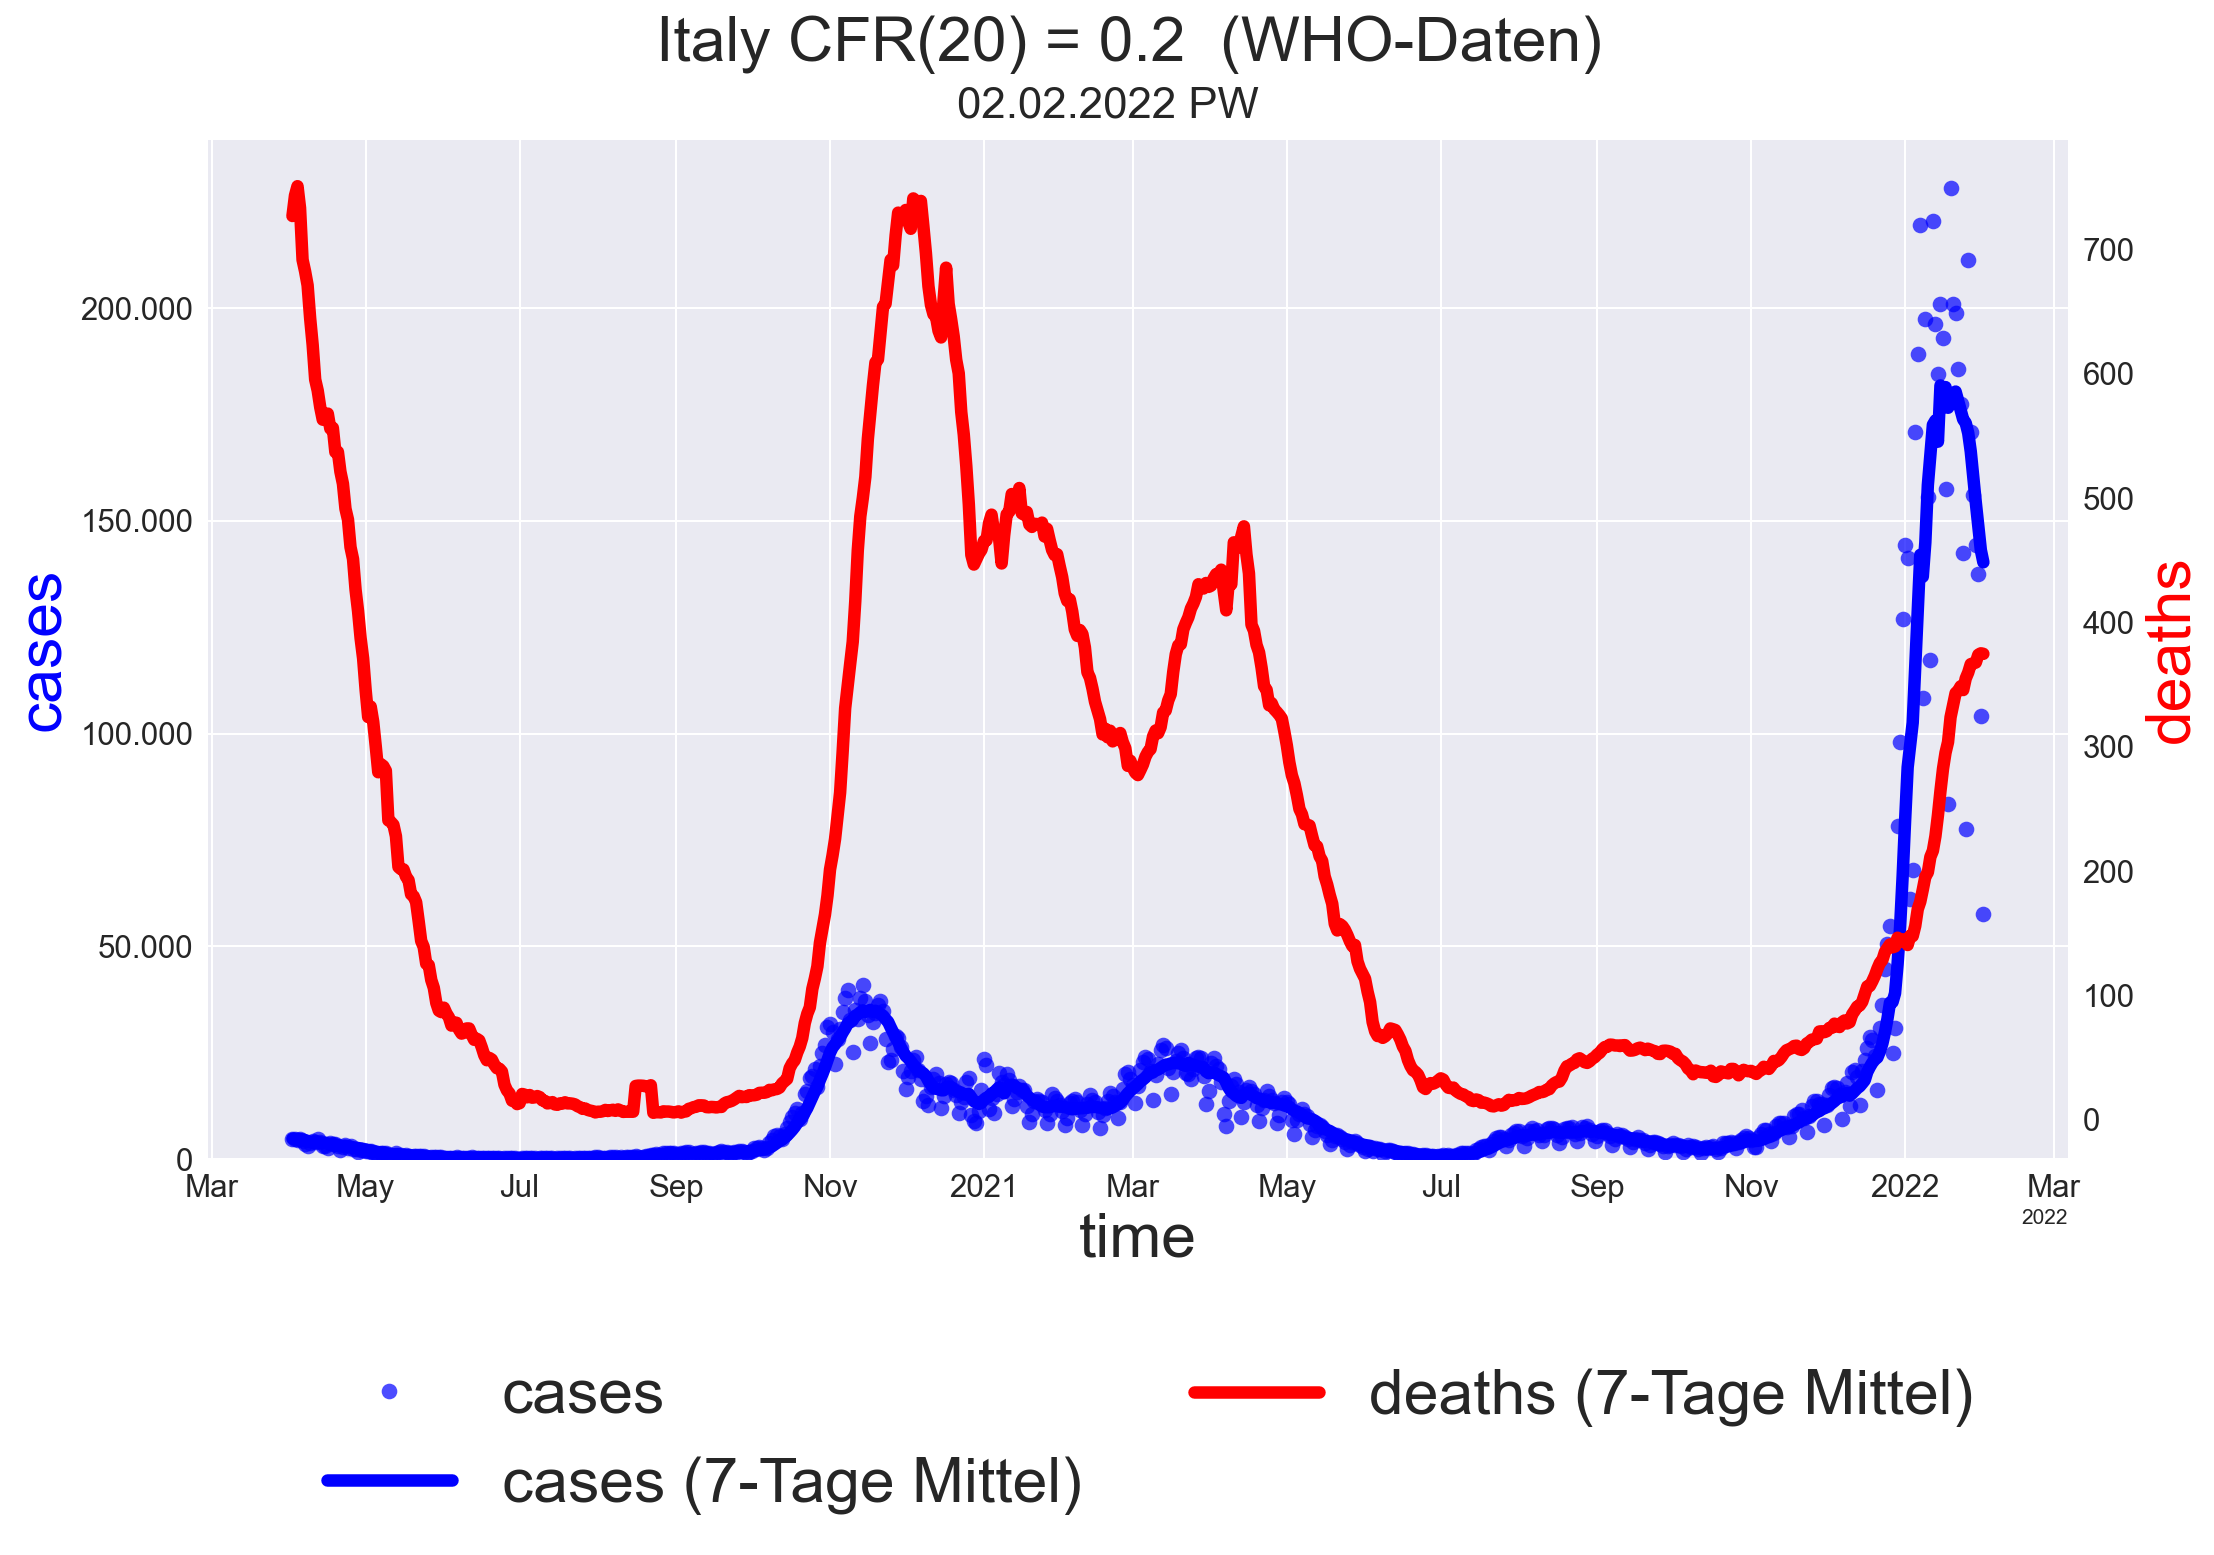 Italy CFR(20) = 0.2 (WHO-Daten)
02.02.2022 PW
cases
200.000
150.000
100.000
50.000
0
700
600
500
400
300
200
100
0
deaths
Mar May Jul Sep Nov 2021 Mar May Jul Sep Nov 2022 Mar
2022
time
cases
deaths (7-Tage Mittel)
cases (7-Tage Mittel)